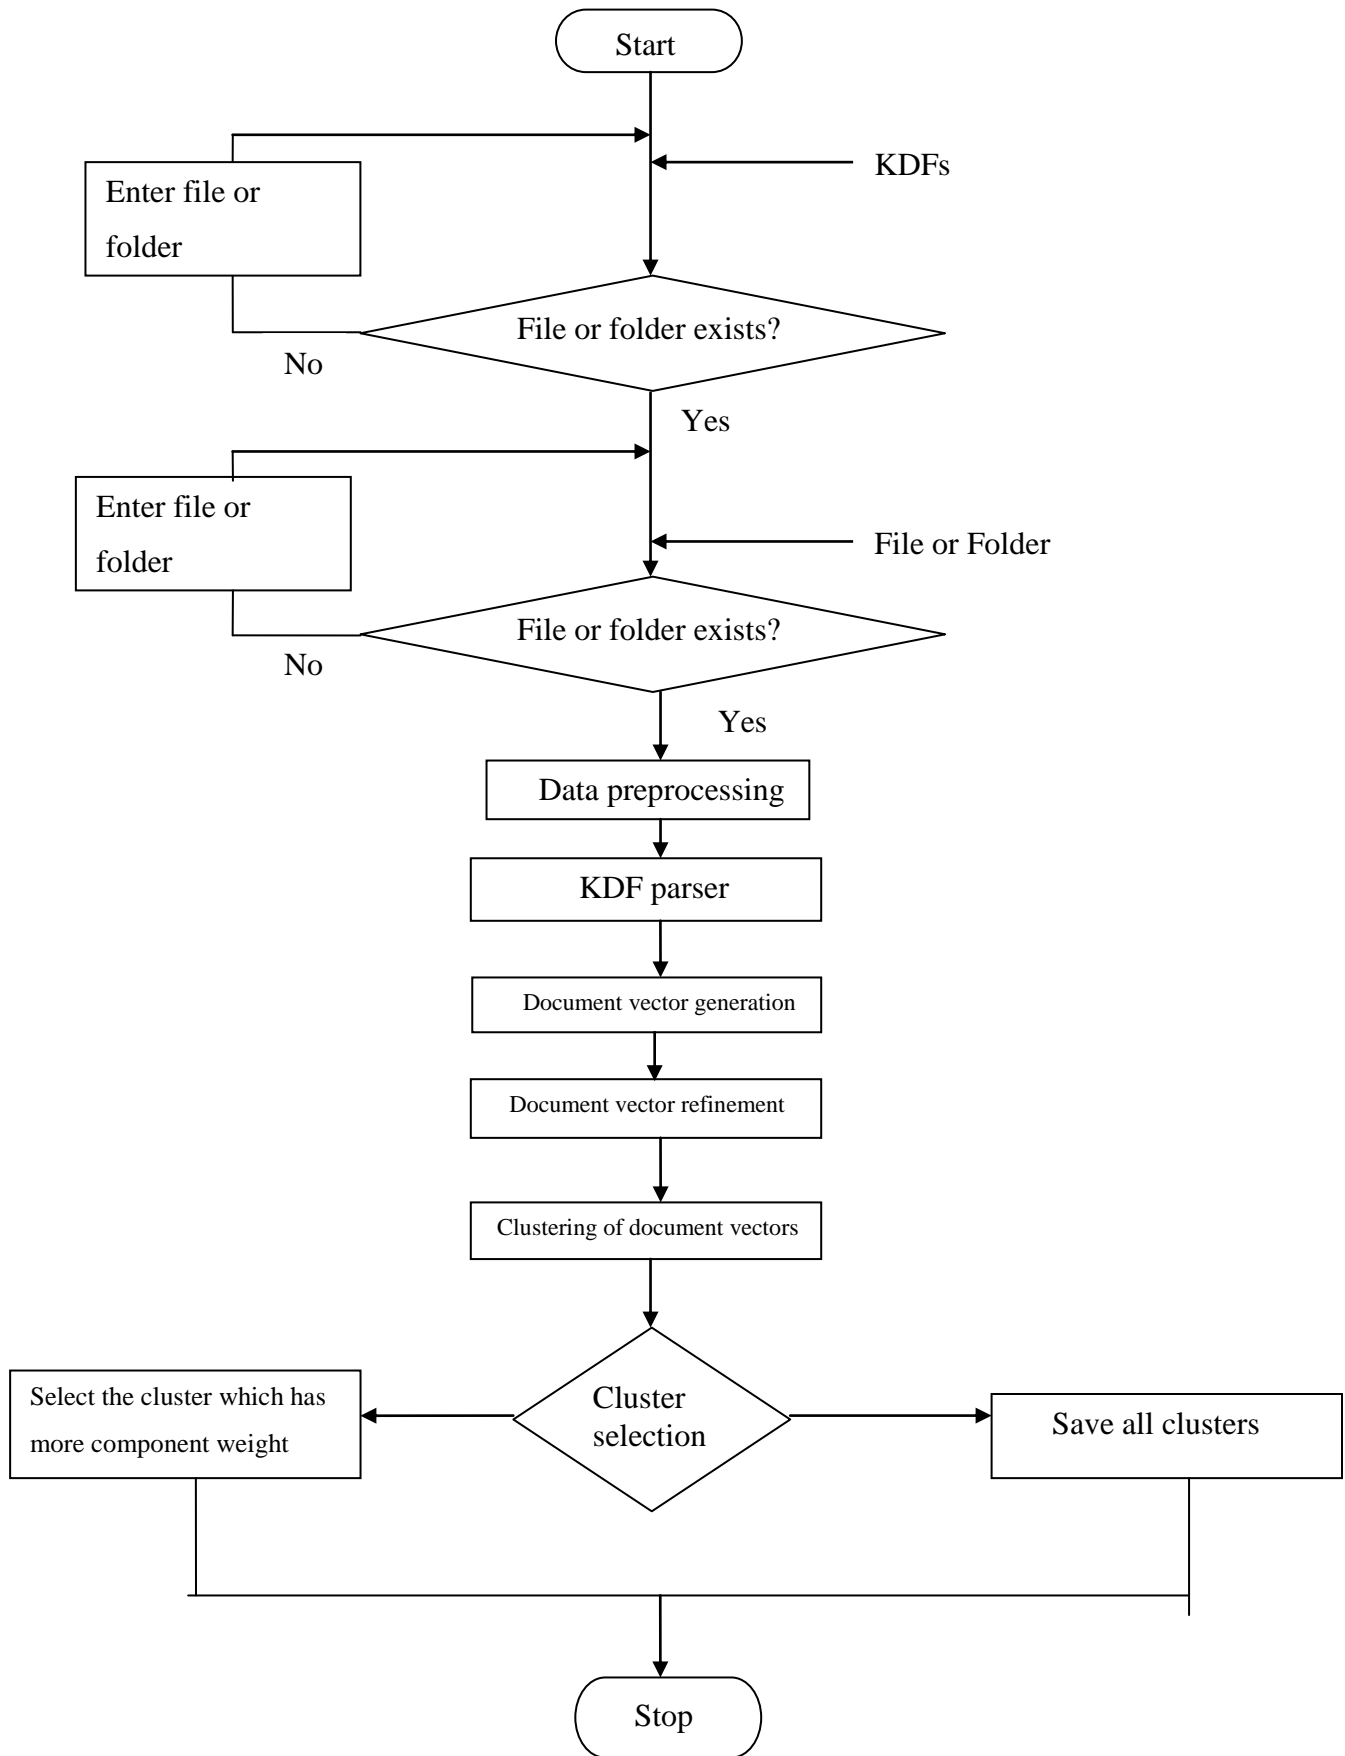 Start
KDFs
Enter file or
folder
File or folder exists?
No
Yes
Enter file or
folder
File or Folder
File or folder exists?
No
Yes
Data preprocessing
KDF parser
Document vector generation
Document vector refinement
Clustering of document vectors
Select the cluster which has
more component weight
Cluster
selection
Save all clusters
Stop